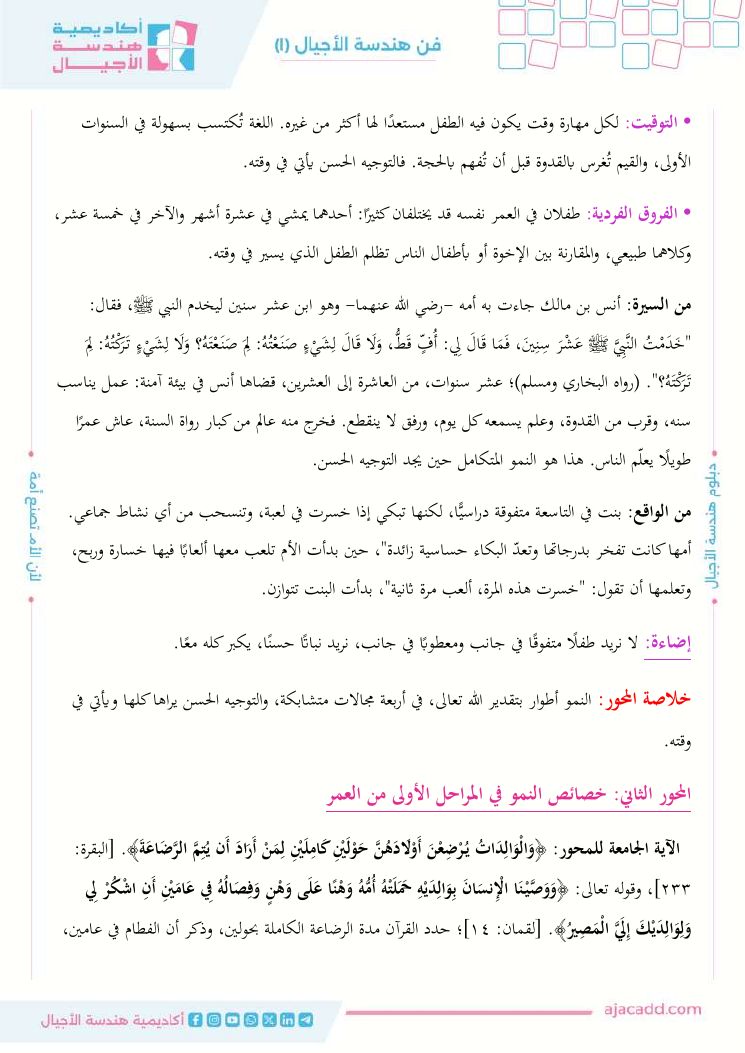 أكاديمية
هندسة
الأجيال
فن هندسة الأجيال (١)
• التوقيت: لكل مهارة وقت يكون فيه الطفل مستعدًا لها أكثر من غيره. اللغة تُكتسب بسهولة في السنوات
الأولى، والقيم تُغرس بالقدوة قبل أن تُفهم بالحجة. فالتوجيه الحسن يأتي في وقته.
• الفروق الفردية: طفلان في العمر نفسه قد يختلفان كثيرًا: أحدهما يمشي في عشرة أشهر والآخر في خمسة عشر،
وكلاهما طبيعي، والمقارنة بين الإخوة أو بأطفال الناس تظلم الطفل الذي يسير في وقته.
من السيرة: أنس بن مالك جاءت به أمه -رضي الله عنهما- وهو ابن عشر سنين ليخدم النبي ﷺ، فقال:
"خَدَمْتُ النَّبِيَّ ﷺ عَشْرَ سِنِينَ، فَمَا قَالَ لِي: أُفٍّ قَطُّ، وَلَا قَالَ لِشَيْءٍ صَنَعْتُهُ: لِمَ صَنَعْتَهُ؟ وَلَا لِشَيْءٍ تَرَكْتُهُ: لِمَ
تَرَكْتَهُ؟". (رواه البخاري ومسلم)؛ عشر سنوات، من العاشرة إلى العشرين، قضاها أنس في بيئة آمنة: عمل يناسب
سنه، وقرب من القدوة، وعلم يسمعه كل يوم، ورفق لا ينقطع. فخرج منه عالم من كبار رواة السنة، عاش عمرًا
طويلًا يعلّم الناس. هذا هو النمو المتكامل حين يجد التوجيه الحسن.
من الواقع: بنت في التاسعة متفوقة دراسيًّا، لكنها تبكي إذا خسرت في لعبة، وتنسحب من أي نشاط جماعي.
أمها كانت تفخر بدرجاتها وتعدّ البكاء حساسية زائدة"، حين بدأت الأم تلعب معها ألعابًا فيها خسارة وربح،
وتعلمها أن تقول: "خسرت هذه المرة، ألعب مرة ثانية"، بدأت البنت تتوازن.
إضاءة: لا نريد طفلًا متفوقًا في جانب ومعطوبًا في جانب، نريد نباتًا حسنًا، يكبر كله معًا.
خلاصة المحور: النمو أطوار بتقدير الله تعالى، في أربعة مجالات متشابكة، والتوجيه الحسن يراها كلها ويأتي في
وقته.
المحور الثاني: خصائص النمو في المراحل الأولى من العمر
الآية الجامعة للمحور: ﴿وَالْوَالِدَاتُ يُرْضِعْنَ أَوْلَادَهُنَّ حَوْلَيْنِ كَامِلَيْنِ لِمَنْ أَرَادَ أَن يُتِمَّ الرَّضَاعَةَ﴾. [البقرة:
٢٣٣]، وقوله تعالى: ﴿وَوَصَّيْنَا الْإِنسَانَ بِوَالِدَيْهِ حَمَلَتْهُ أُمُّهُ وَهْنًا عَلَى وَهْنٍ وَفِصَالُهُ فِي عَامَيْنِ أَنِ اشْكُرْ لِي
وَلِوَالِدَيْكَ إِلَيَّ الْمَصِيرُ﴾. [لقمان: ١٤]؛ حدد القرآن مدة الرضاعة الكاملة بحولين، وذكر أن الفطام في عامين،
دبلوم هندسة الأجيال
لأن الأمر تصنع أمة
أكاديمية هندسة الأجيال
ajacadd.com